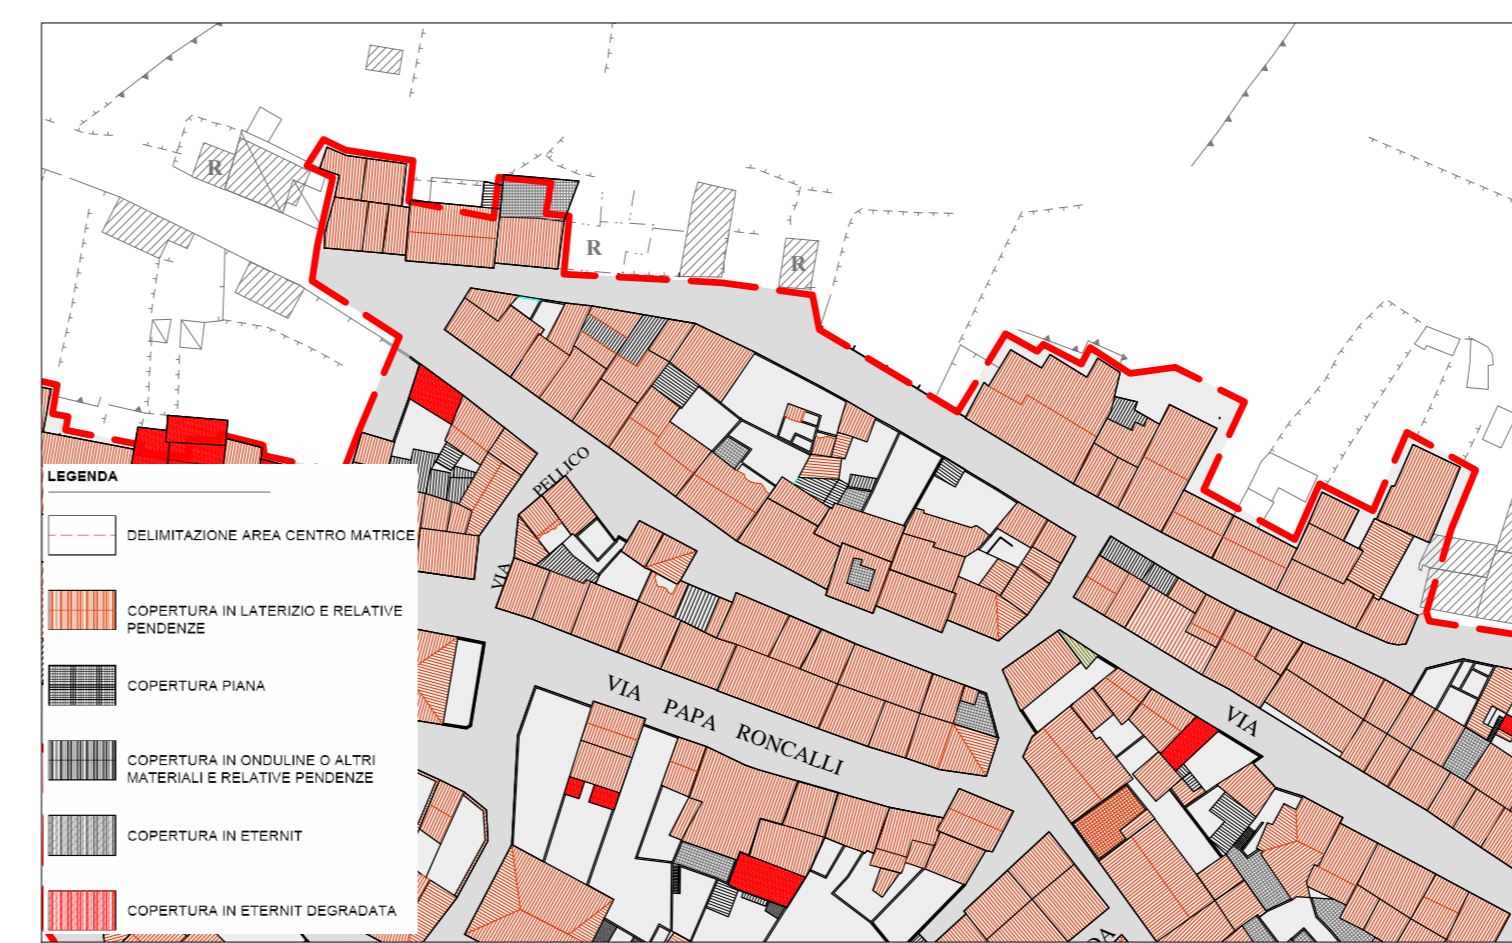 R
R
R
PELLICO
VIA
VIA PAPA RONCALLI
VIA
LEGENDA
DELIMITAZIONE AREA CENTRO MATRICE
COPERTURA IN LATERIZIO E RELATIVE
PENDENZE
COPERTURA PIANA
COPERTURA IN ONDULINE O ALTRI
MATERIALI E RELATIVE PENDENZE
COPERTURA IN ETERNIT
COPERTURA IN ETERNIT DEGRADATA